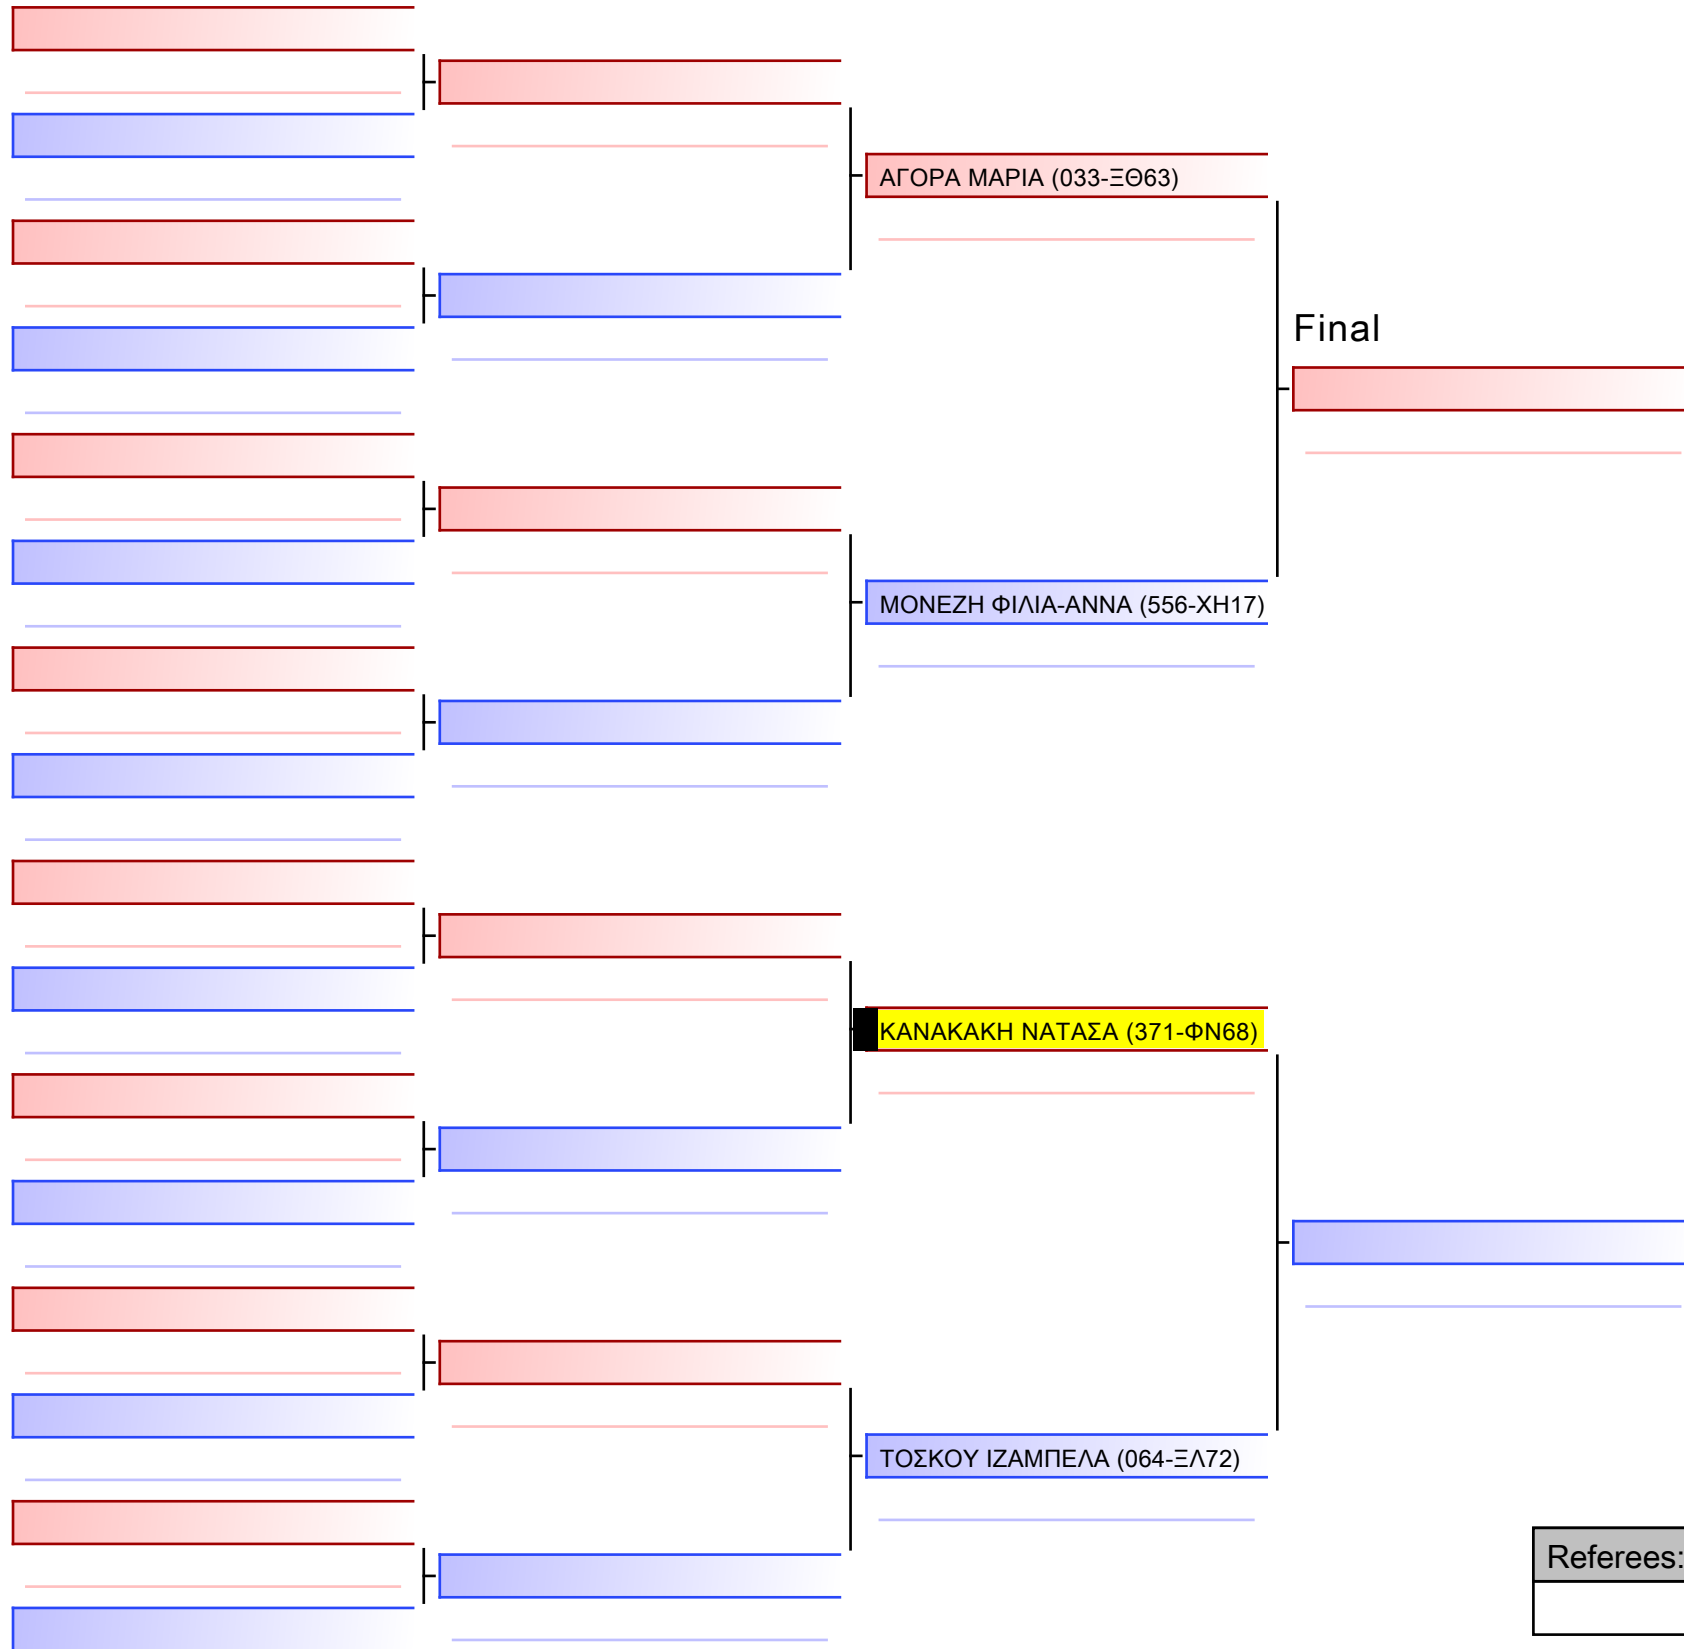 ΑΓΟΡΑ ΜΑΡΙΑ (033-ΞΘ63)
Final
ΜΟΝΕΖΗ ΦΙΛΙΑ-ΑΝΝΑ (556-ΧΗ17)
ΚΑΝΑΚΑΚΗ ΝΑΤΑΣΑ (371-ΦΝ68)
ΤΟΣΚΟΥ ΙΖΑΜΠΕΛΑ (064-ΞΛ72)
Referees: